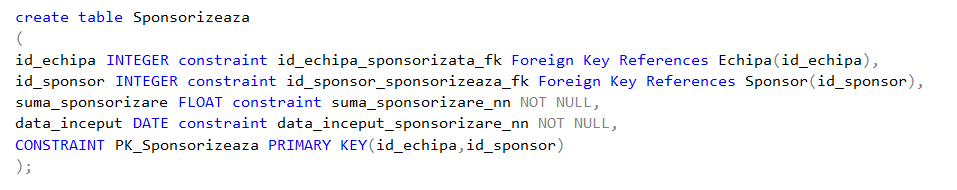 create table Sponsorizeaza
(
id_echipa INTEGER constraint id_echipa_sponsorizata_fk Foreign Key References Echipa(id_echipa),
id_sponsor INTEGER constraint id_sponsor_sponsorizeaza_fk Foreign Key References Sponsor(id_sponsor),
suma_sponsorizare FLOAT constraint suma_sponsorizare_nn NOT NULL,
data_inceput DATE constraint data_inceput_sponsorizare_nn NOT NULL,
CONSTRAINT PK_Sponsorizeaza PRIMARY KEY(id_echipa,id_sponsor)
);